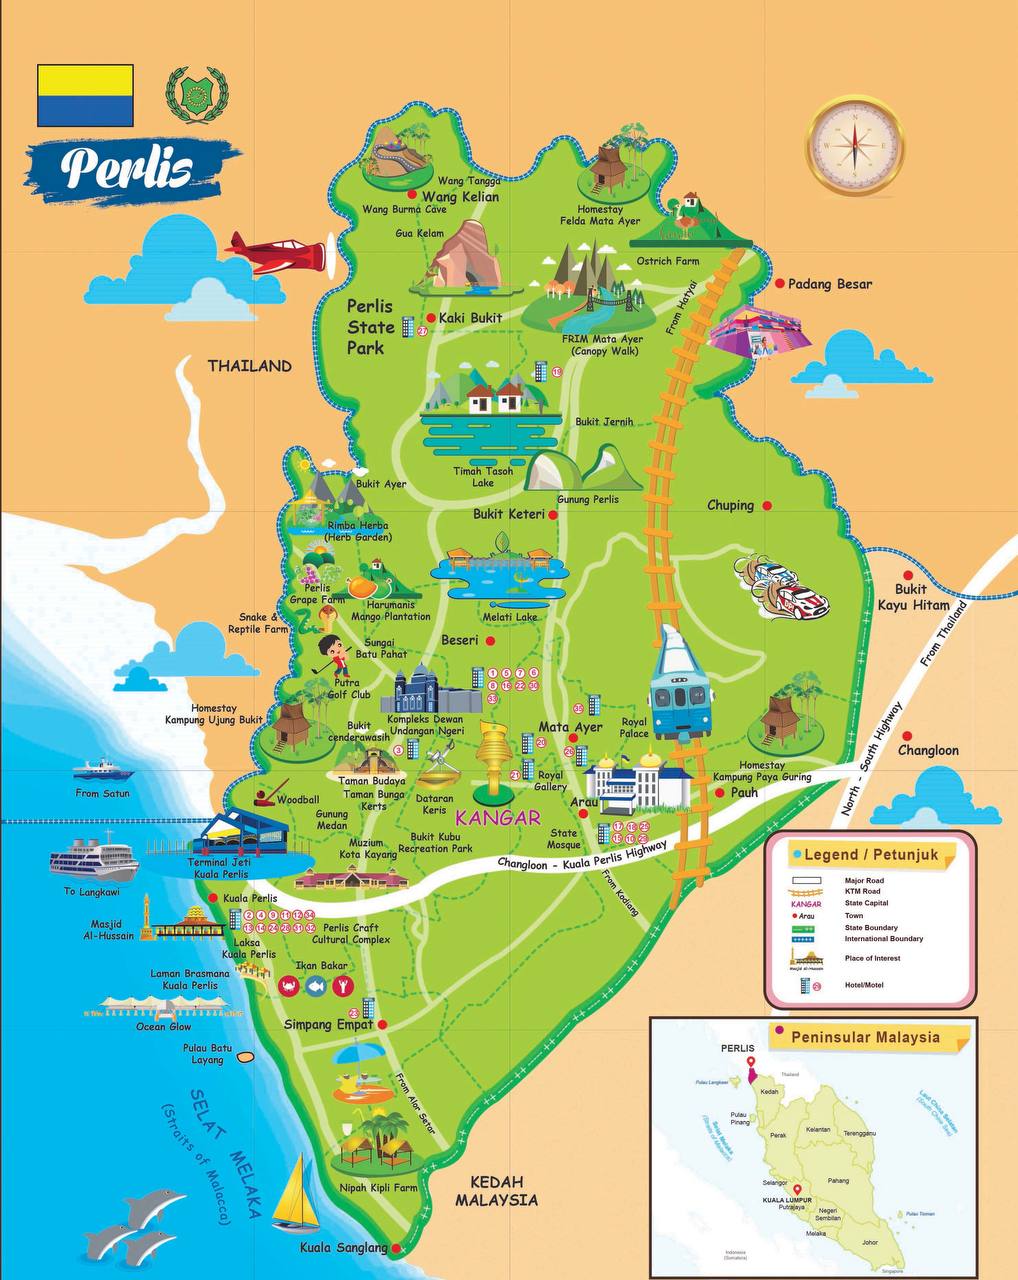 Perlis
N
E
S
W
Wang Tangga
Wang Kelian
Wang Burma Cave
Homestay
Felda Mata Ayer
Gua Kelam
Ostrich Farm
Padang Besar
From Hatyai
Perlis
State
Park
Kaki Bukit
27
FRIM Mata Ayer
(Canopy Walk)
THAILAND
19
Bukit Jernih
Timah Tasoh
Lake
Bukit Ayer
Gunung Perlis
Chuping
Bukit Keteri
Rimba Herba
(Herb Garden)
Bukit
Kayu Hitam
Perlis
Grape Farm
Harumanis
Mango Plantation
Melati Lake
Snake &
Reptile Farm
From Thailand
Sungai
Batu Pahat
Beseri
1 5 7 6
8 16 22 30
33
Putra
Golf Club
Homestay
Kampung Ujung Bukit
Kompleks Dewan
Undangan Ngeri
35
Bukit
cenderawasih
Mata Ayer
Royal
Palace
3
20
26
Changloon
North - South Highway
Homestay
Kampung Paya Guring
Taman Budaya
Taman Bunga
Kerts
21
Royal
Gallery
From Satun
Woodball
Dataran
Keris
Arau
Pauh
KANGAR
Gunung
Medan
State
Mosque
17 18 25
15 10 29
Muzium
Kota Kayang
Bukit Kubu
Recreation Park
Changloon - Kuala Perlis Highway
Terminal Jeti
Kuala Perlis
To Langkawi
From Kodiang
Kuala Perlis
Masjid
Al-Hussain
2 4 9 11 12 34
13 14 24 28 31 32
Perlis Craft
Cultural Complex
Laksa
Kuala Perlis
Ikan Bakar
Laman Brasmana
Kuala Perlis
23
Simpang Empat
Ocean Glow
Pulau Batu
Layang
From Alor Setar
SELAT MELAKA
(Straits of Malacca)
Nipah Kipli Farm
KEDAH
MALAYSIA
Kuala Sanglang
Legend / Petunjuk
Major Road
KTM Road
KANGAR
State Capital
Arau
Town
State Boundary
International Boundary
Place of Interest
Masjid Al-Hussain
29
Hotel/Motel
Peninsular Malaysia
PERLIS
Thailand
Pulau Langkawi
Kedah
Laut China Selatan
(South China Sea)
Pulau
Pinang
Selat Melaka
(Straits of Malacca)
Kelantan
Perak
Terengganu
Selangor
Pahang
KUALA LUMPUR
Putrajaya
Negeri
Sembilan
Pulau Tioman
Melaka
Johor
Indonesia
(Sumatera)
Singapore